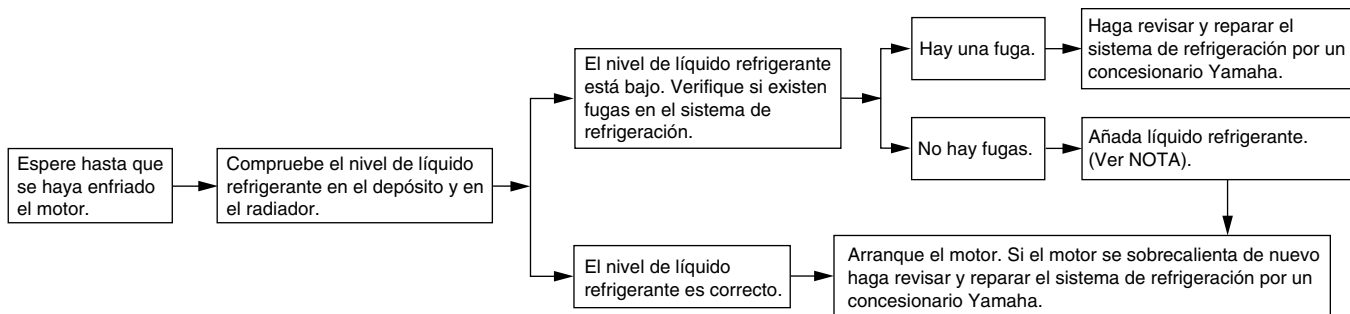 Espere hasta que
se haya enfriado
el motor.
Compruebe el nivel de líquido
refrigerante en el depósito y en
el radiador.
El nivel de líquido refrigerante
está bajo. Verifique si existen
fugas en el sistema de
refrigeración.
Hay una fuga.
Haga revisar y reparar el
sistema de refrigeración por un
concesionario Yamaha.
No hay fugas.
Añada líquido refrigerante.
(Ver NOTA).
El nivel de líquido
refrigerante es correcto.
Arranque el motor. Si el motor se sobrecalienta de nuevo
haga revisar y reparar el sistema de refrigeración por un
concesionario Yamaha.